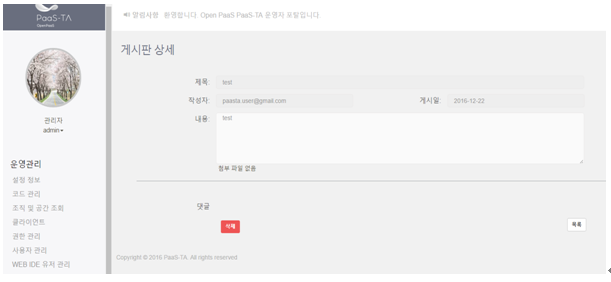 PaaS-TA
Open PaaS
알림사항 환영합니다. Open PaaS PaaS-TA 운영자 포탈입니다
게시판 상세
제목: test
작성자: paasta.user@gmail.com 게시일: 2016-12-22
내용: test
첨부 파일 없음
관리자
admin
운영관리
설정 정보
코드 관리
조직 및 공간 조회
클라이언트
권한 관리
사용자 관리
WEB IDE 유저 관리
댓글
삭제 목록
Copyright © 2016 PaaS-TA. All rights reserved